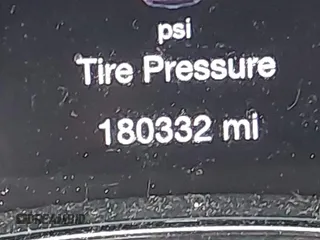 psi
Tire Pressure
180332 mi